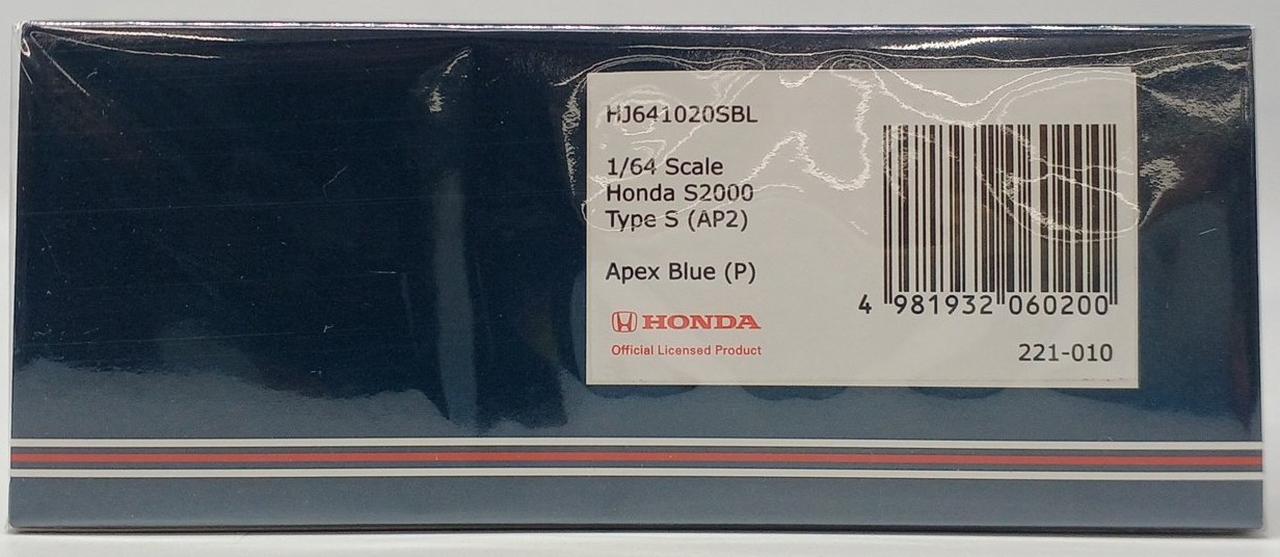 HJ641020SBL
1/64 Scale
Honda S2000
Type S (AP2)
Apex Blue (P)
HONDA
Official Licensed Product
4 981932 060200
221-010